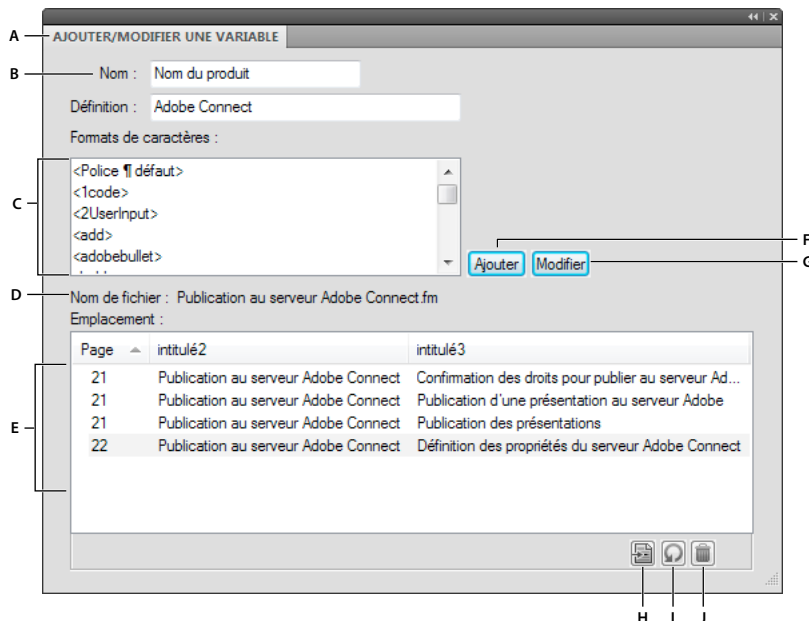 A
AJOUTER/MODIFIER UNE VARIABLE
B
Nom :
Nom du produit
Définition :
Adobe Connect
Formats de caractères :
C
<Police ¶ défaut>
<1code>
<2UserInput>
<add>
<adobebullet>
Ajouter
Modifier
F
G
D
Nom de fichier : Publication au serveur Adobe Connect.fm
Emplacement :
E
Page intitulé2 intitulé3
21 Publication au serveur Adobe Connect Confirmation des droits pour publier au serveur Ad...
21 Publication au serveur Adobe Connect Publication d'une présentation au serveur Adobe
21 Publication au serveur Adobe Connect Publication des présentations
22 Publication au serveur Adobe Connect Définition des propriétés du serveur Adobe Connect
H I J